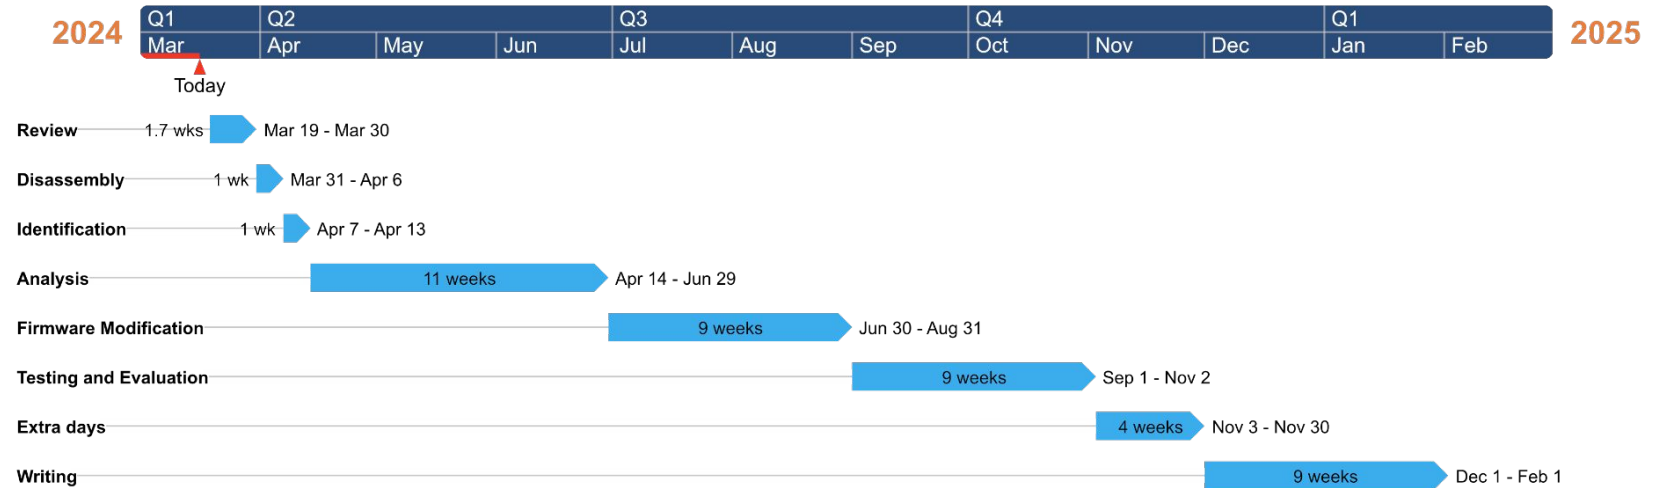 2024 Q1 Q2 Q3 Q4 Q1 2025
Mar Apr May Jun Jul Aug Sep Oct Nov Dec Jan Feb
Today
Review 1.7 wks Mar 19 - Mar 30
Disassembly 1 wk Mar 31 - Apr 6
Identification 1 wk Apr 7 - Apr 13
Analysis 11 weeks Apr 14 - Jun 29
Firmware Modification 9 weeks Jun 30 - Aug 31
Testing and Evaluation 9 weeks Sep 1 - Nov 2
Extra days 4 weeks Nov 3 - Nov 30
Writing 9 weeks Dec 1 - Feb 1